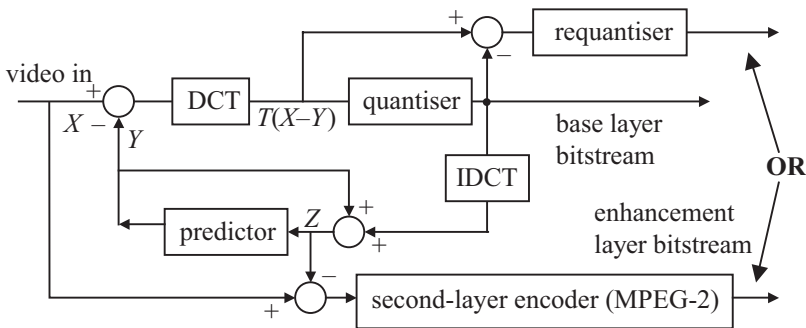 +
requantiser
−
video in
+
DCT
quantiser
X −
Y
T(X–Y)
base layer
bitstream
OR
IDCT
+
Z
predictor
+
enhancement
layer bitstream
−
second-layer encoder (MPEG-2)
+